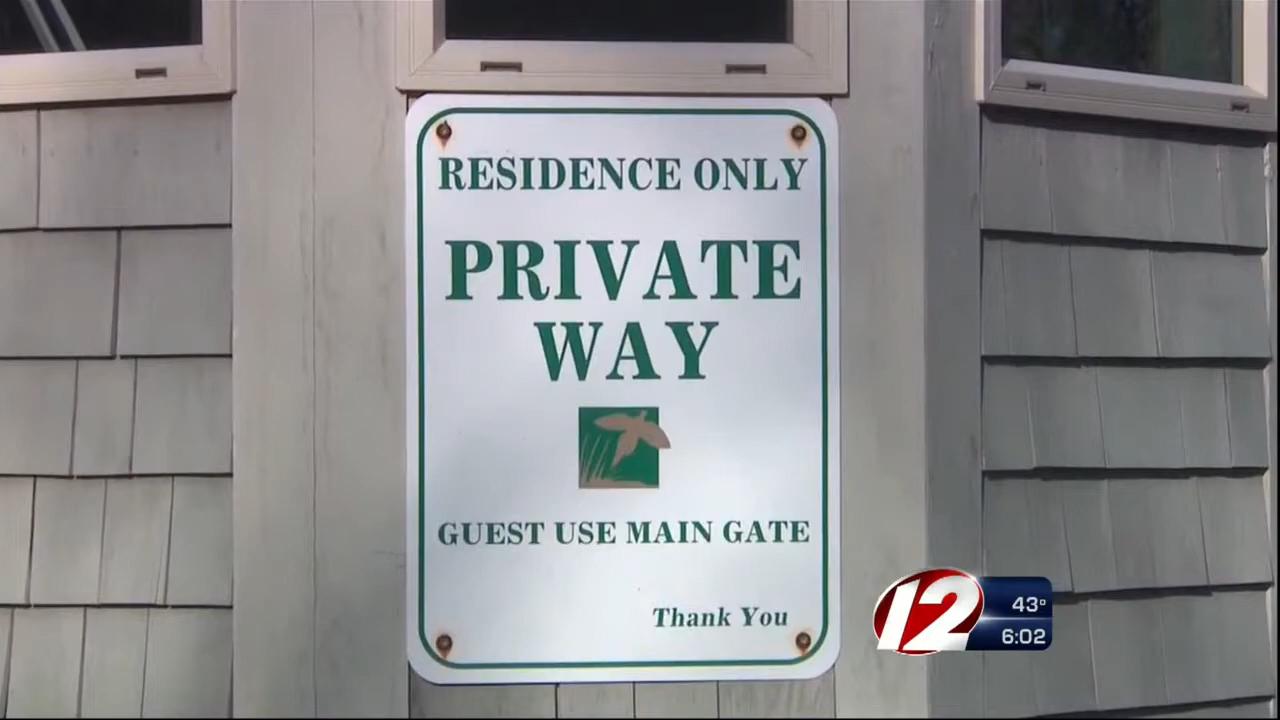 RESIDENCE ONLY
PRIVATE
WAY
GUEST USE MAIN GATE
Thank You
12
43°
6:02